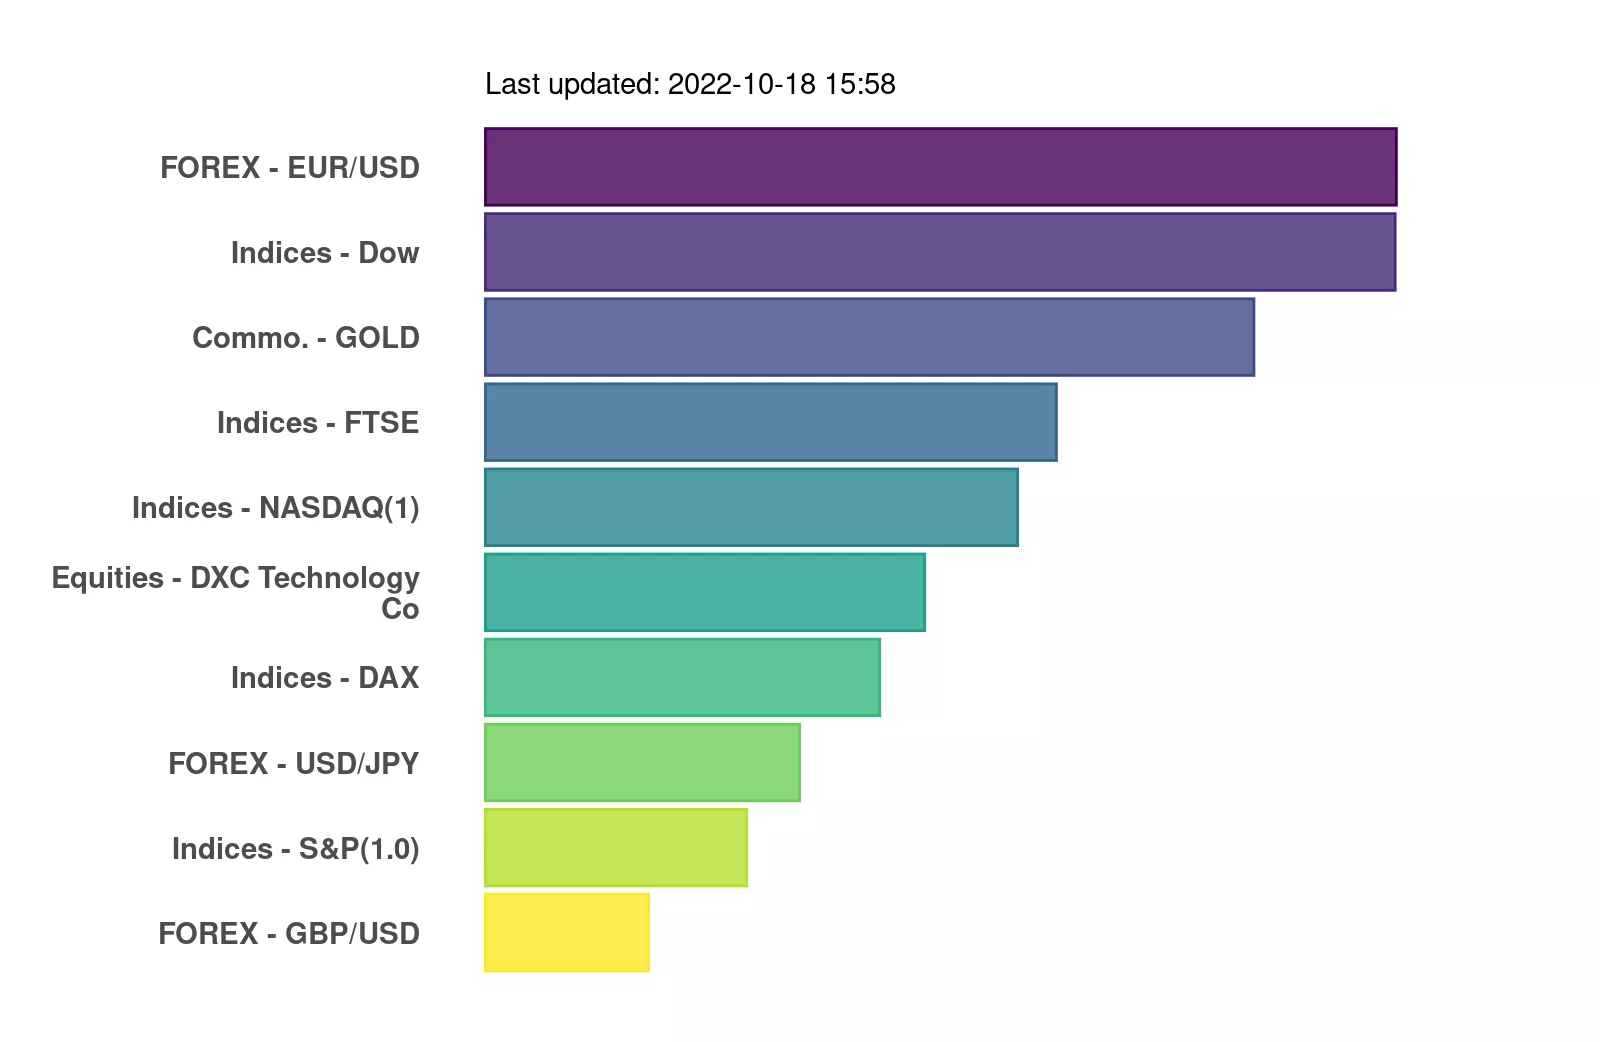 Last updated: 2022-10-18 15:58
FOREX - EUR/USD
Indices - Dow
Commo. - GOLD
Indices - FTSE
Indices - NASDAQ(1)
Equities - DXC Technology
Co
Indices - DAX
FOREX - USD/JPY
Indices - S&P(1.0)
FOREX - GBP/USD